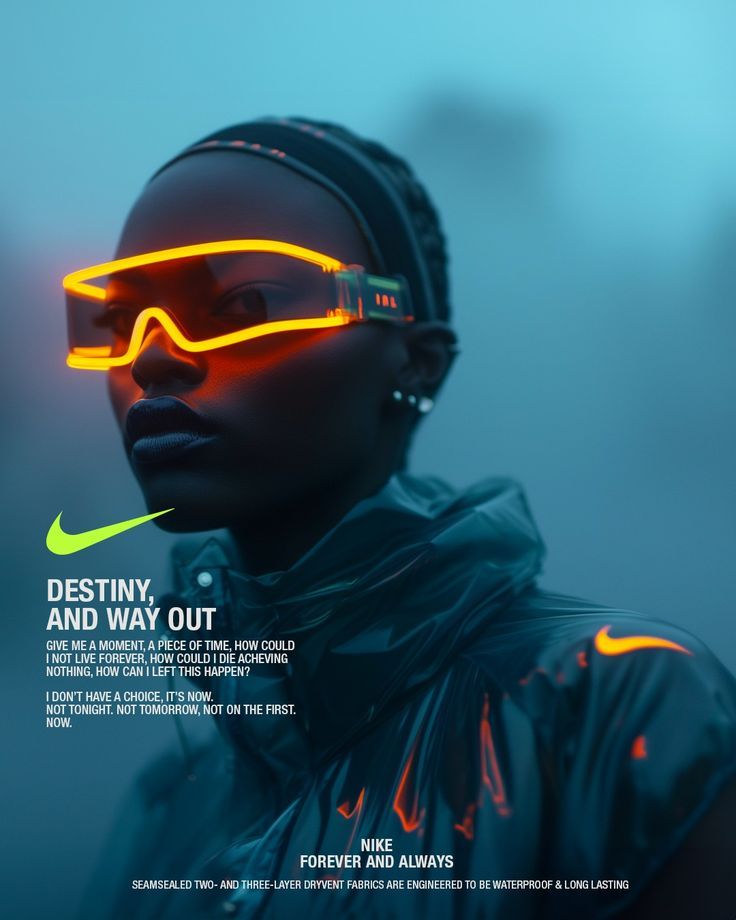 DESTINY,
AND WAY OUT
GIVE ME A MOMENT, A PIECE OF TIME, HOW COULD
I NOT LIVE FOREVER, HOW COULD I DIE ACHEVING
NOTHING, HOW CAN I LEFT THIS HAPPEN?
I DON'T HAVE A CHOICE, IT'S NOW.
NOT TONIGHT. NOT TOMORROW, NOT ON THE FIRST.
NOW.
NIKE
FOREVER AND ALWAYS
SEAMSEALED TWO- AND THREE-LAYER DRYVENT FABRICS ARE ENGINEERED TO BE WATERPROOF & LONG LASTING